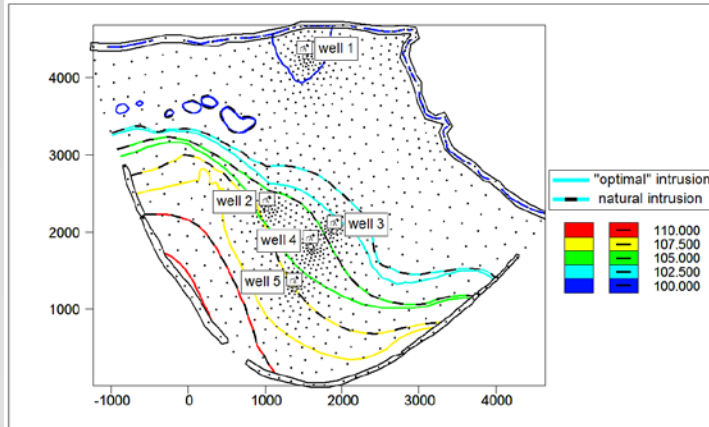 4000
3000
2000
1000
-1000
0
1000
2000
3000
4000
well 1
well 2
well 3
well 4
well 5
"optimal" intrusion
natural intrusion
110.000
107.500
105.000
102.500
100.000